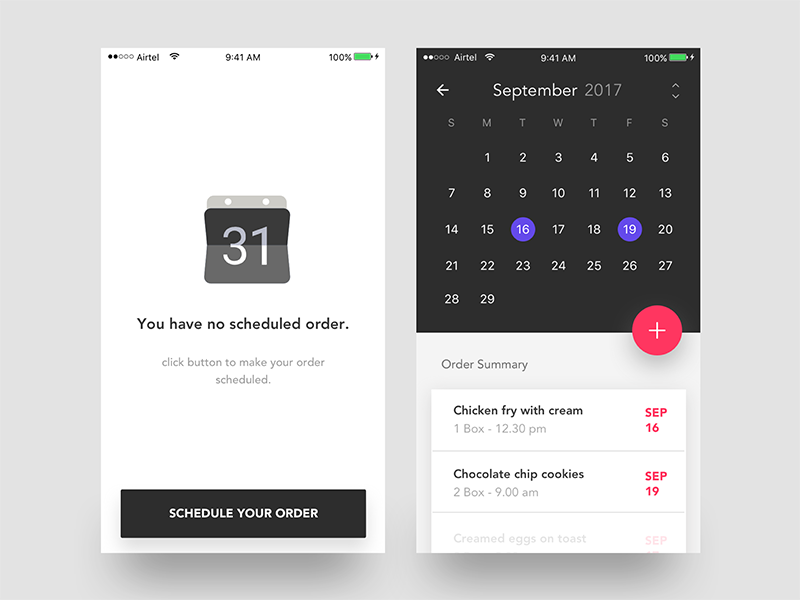 Airtel 9:41 AM 100%
31
You have no scheduled order.
click button to make your order
scheduled.
SCHEDULE YOUR ORDER
Airtel 9:41 AM 100%
September 2017
S M T W T F S
1 2 3 4 5 6
7 8 9 10 11 12 13
14 15 16 17 18 19 20
21 22 23 24 25 26 27
28 29
Order Summary
Chicken fry with cream SEP
1 Box - 12.30 pm 16
Chocolate chip cookies SEP
2 Box - 9.00 am 19
Creamed eggs on toast SEP